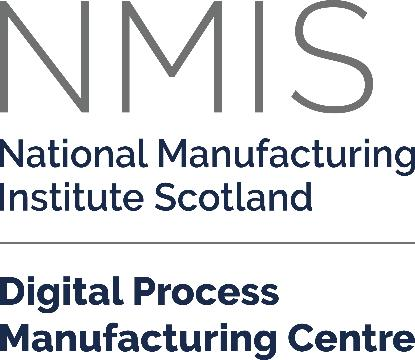 NMIS
National Manufacturing
Institute Scotland
Digital Process
Manufacturing Centre